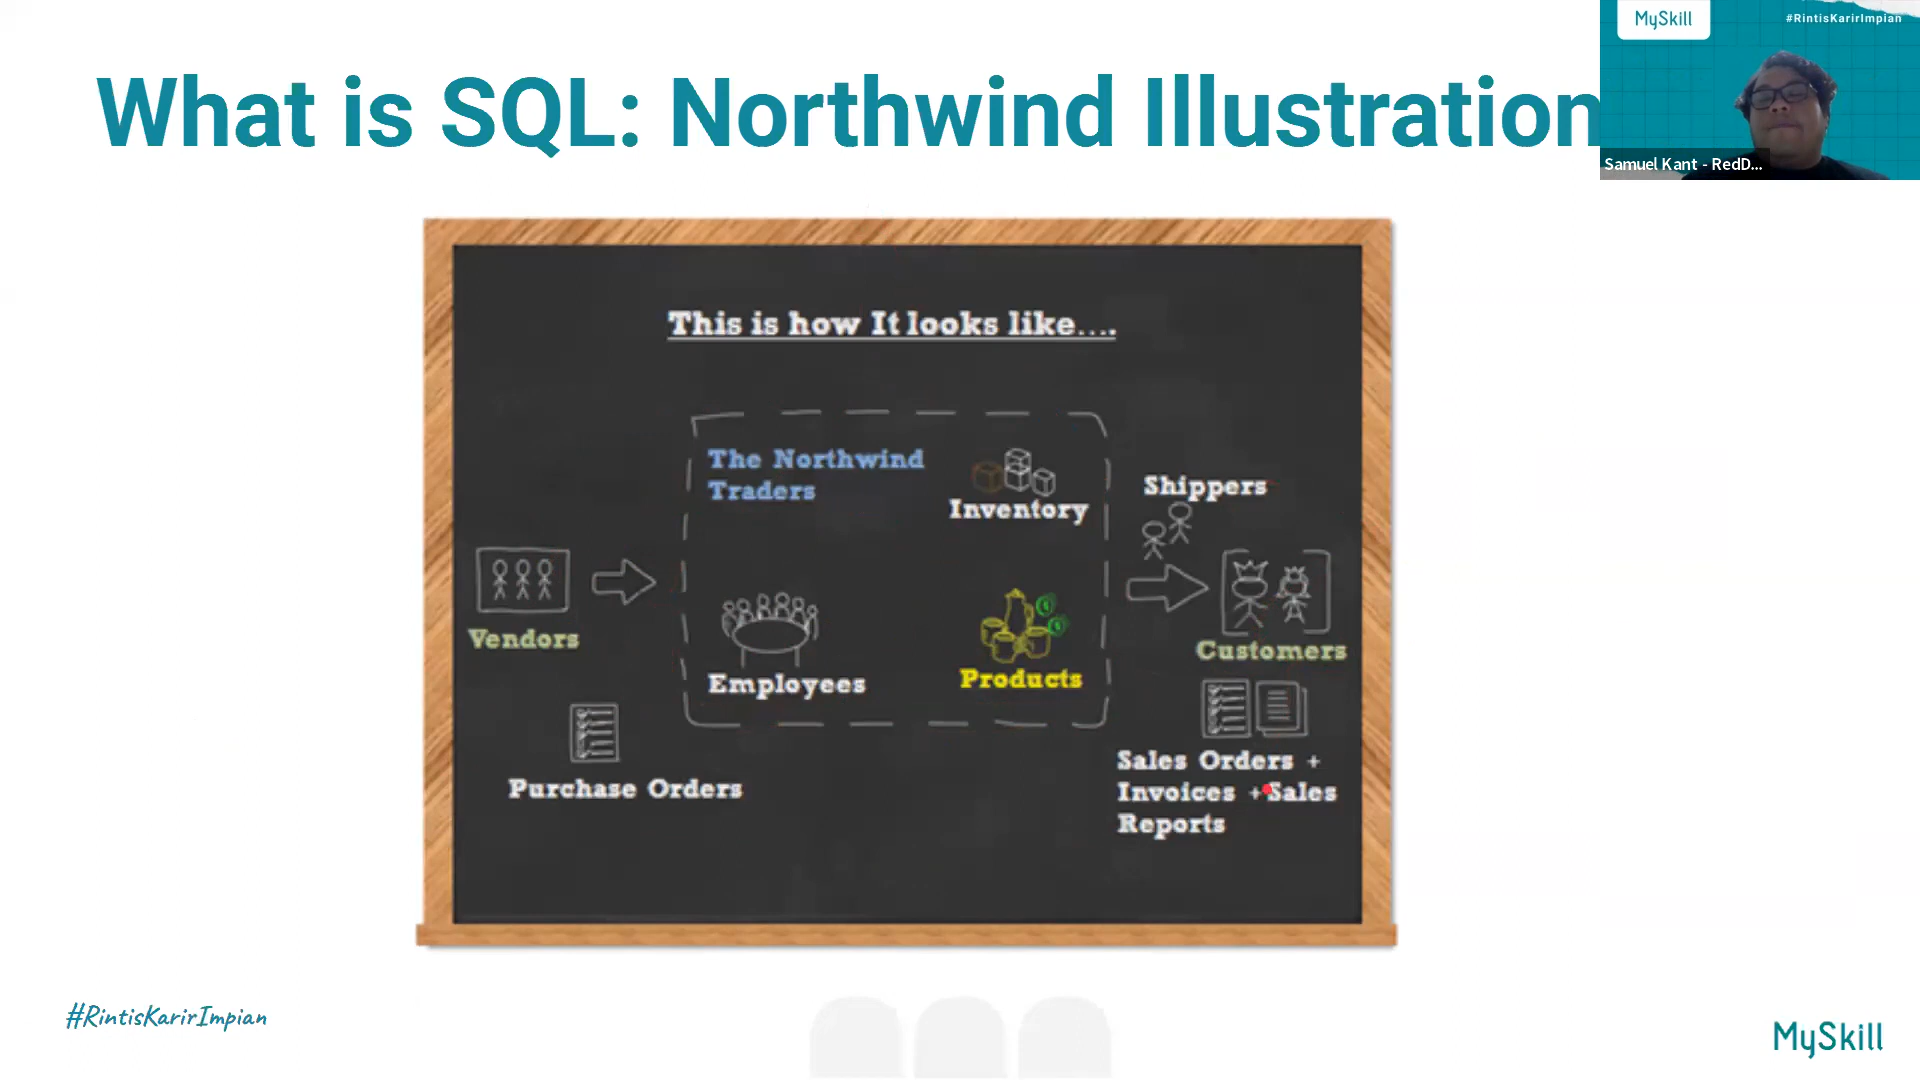 MySkill
#RintisKarirImpian
What is SQL: Northwind Illustration
Samuel Kant - RedD...
This is how It looks like....
The Northwind
Traders
Inventory
Shippers
Vendors
Customers
Employees
Products
Purchase Orders
Sales Orders +
Invoices + Sales
Reports
#RintisKarirImpian
MySkill